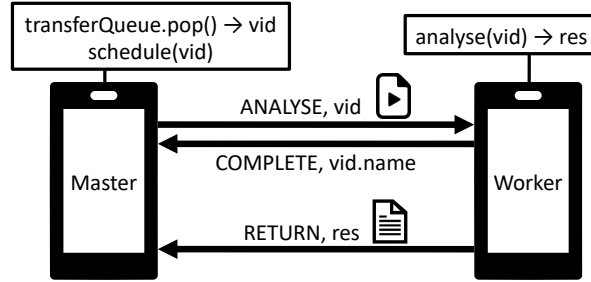 transferQueue.pop() → vid
schedule(vid)
analyse(vid) → res
ANALYSE, vid
COMPLETE, vid.name
Master
Worker
RETURN, res